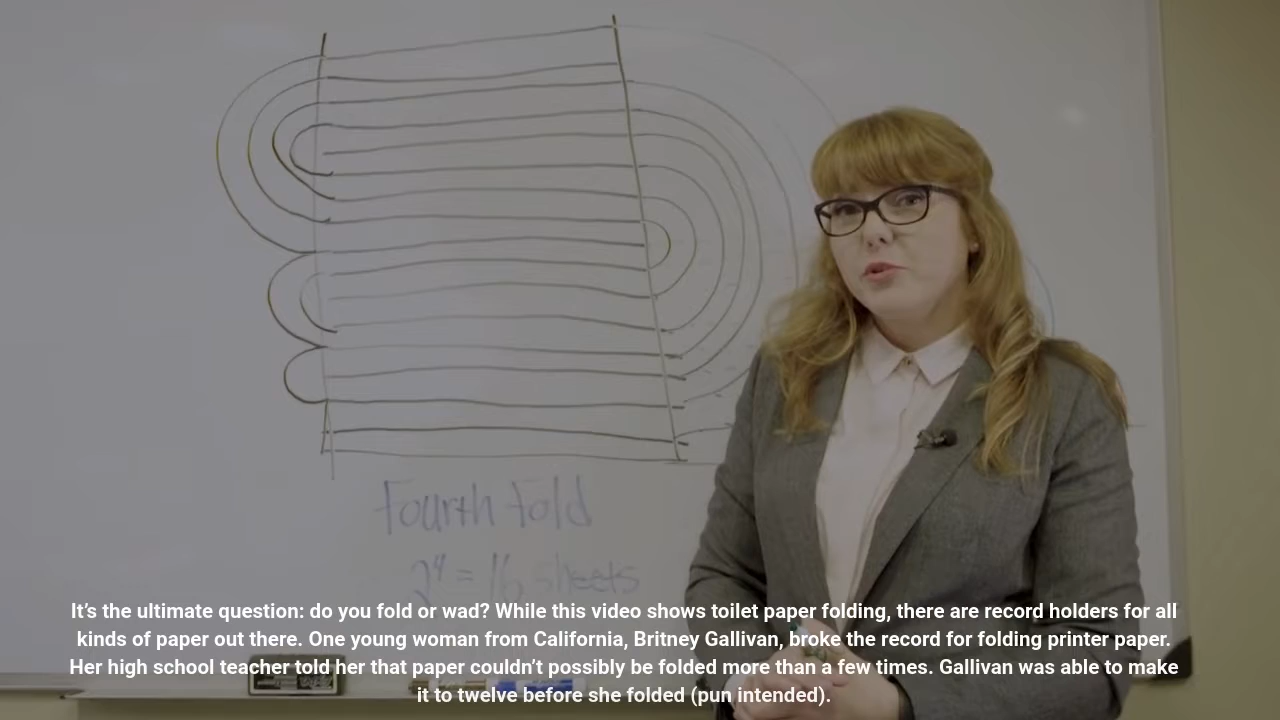 Fourth fold
2⁴ = 16 sheets
It’s the ultimate question: do you fold or wad? While this video shows toilet paper folding, there are record holders for all
kinds of paper out there. One young woman from California, Britney Gallivan, broke the record for folding printer paper.
Her high school teacher told her that paper couldn’t possibly be folded more than a few times. Gallivan was able to make
it to twelve before she folded (pun intended).